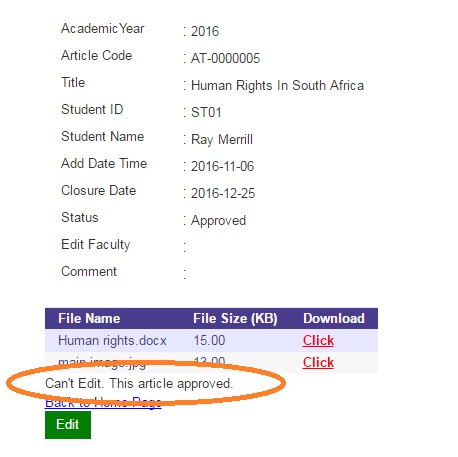 AcademicYear : 2016
Article Code : AT-0000005
Title : Human Rights In South Africa
Student ID : ST01
Student Name : Ray Merrill
Add Date Time : 2016-11-06
Closure Date : 2016-12-25
Status : Approved
Edit Faculty :
Comment :
File Name File Size (KB) Download
Human rights.docx 15.00 Click
main image.jpg 13.00 Click
Can't Edit. This article approved.
Back to Home Page
Edit